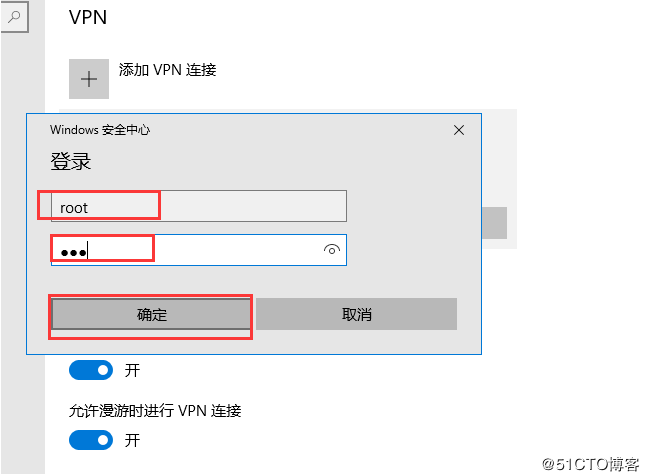 VPN
添加 VPN 连接
Windows 安全中心
登录
root
●●●
确定
取消
开
允许漫游时进行 VPN 连接
开
@51CTO博客